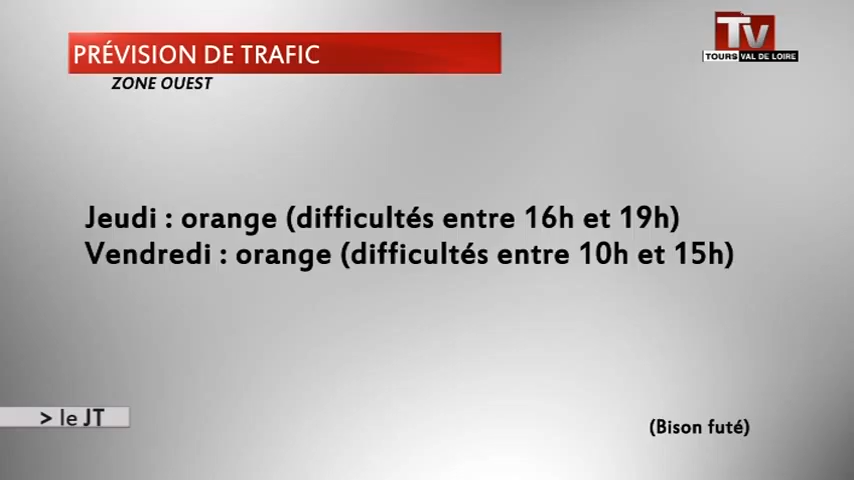 PRÉVISION DE TRAFIC
ZONE OUEST
TV
TOURS VAL DE LOIRE
Jeudi : orange (difficultés entre 16h et 19h)
Vendredi : orange (difficultés entre 10h et 15h)
> le JT
(Bison futé)